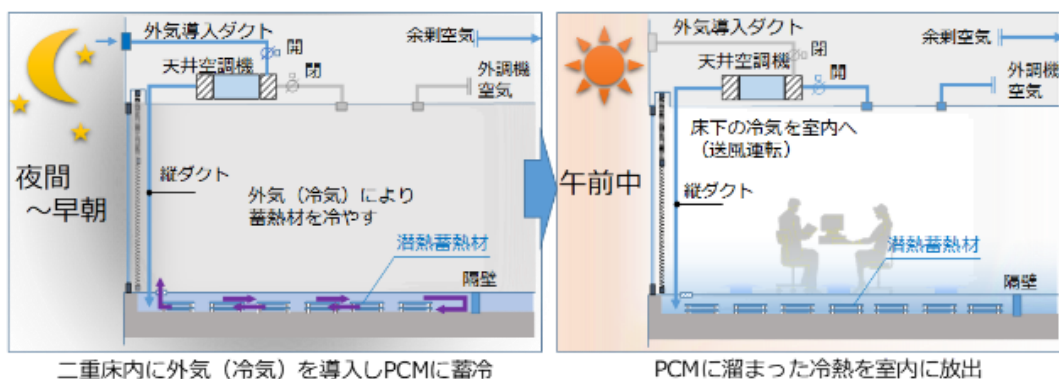 外気導入ダクト
開
余剰空気
天井空調機
閉
外調機
空気
夜間
～早朝
縦ダクト
外気（冷気）により
蓄熱材を冷やす
潜熱蓄熱材
隔壁
二重床内に外気（冷気）を導入しPCMに蓄冷
外気導入ダクト
閉
余剰空気
天井空調機
開
外調機
空気
床下の冷気を室内へ
（送風運転）
午前中
縦ダクト
潜熱蓄熱材
隔壁
PCMに溜まった冷熱を室内に放出